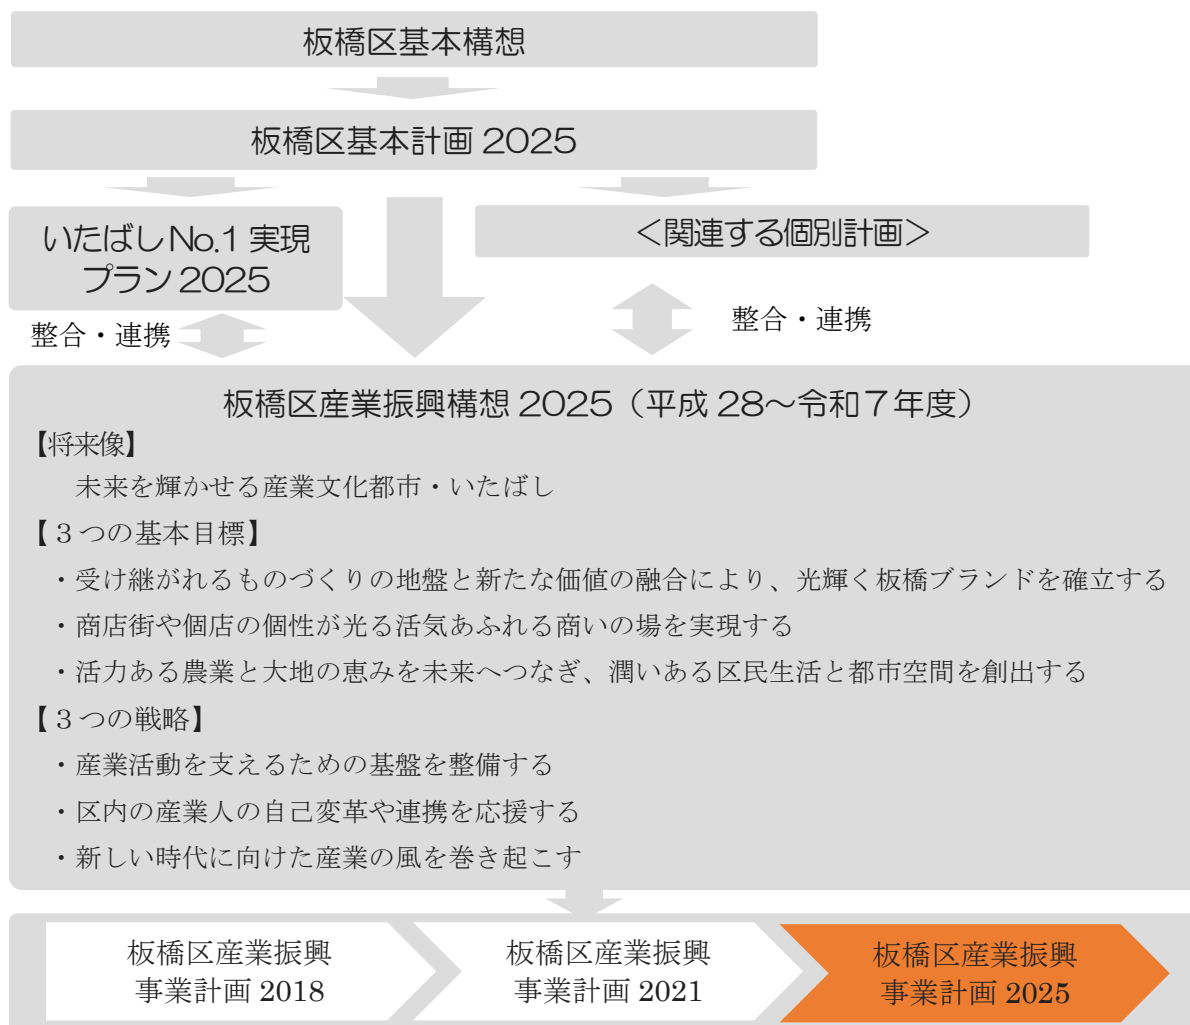 板橋区基本構想
板橋区基本計画 2025
いたばし No.1 実現
プラン 2025
＜関連する個別計画＞
整合・連携
整合・連携
板橋区産業振興構想 2025（平成 28～令和７年度）
【将来像】
未来を輝かせる産業文化都市・いたばし
【３つの基本目標】
・受け継がれるものづくりの地盤と新たな価値の融合により、光輝く板橋ブランドを確立する
・商店街や個店の個性が光る活気あふれる商いの場を実現する
・活力ある農業と大地の恵みを未来へつなぎ、潤いある区民生活と都市空間を創出する
【３つの戦略】
・産業活動を支えるための基盤を整備する
・区内の産業人の自己変革や連携を応援する
・新しい時代に向けた産業の風を巻き起こす
板橋区産業振興
事業計画 2018
板橋区産業振興
事業計画 2021
板橋区産業振興
事業計画 2025